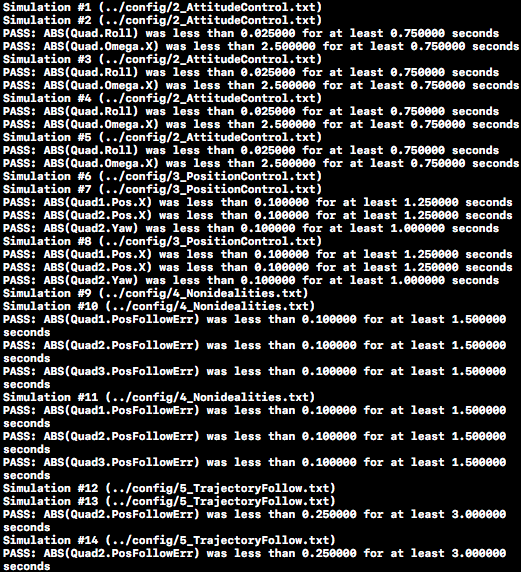 Simulation #1 (../config/2_AttitudeControl.txt)
Simulation #2 (../config/2_AttitudeControl.txt)
PASS: ABS(Quad.Roll) was less than 0.025000 for at least 0.750000 seconds
PASS: ABS(Quad.Omega.X) was less than 2.500000 for at least 0.750000 seconds
Simulation #3 (../config/2_AttitudeControl.txt)
PASS: ABS(Quad.Roll) was less than 0.025000 for at least 0.750000 seconds
PASS: ABS(Quad.Omega.X) was less than 2.500000 for at least 0.750000 seconds
Simulation #4 (../config/2_AttitudeControl.txt)
PASS: ABS(Quad.Roll) was less than 0.025000 for at least 0.750000 seconds
PASS: ABS(Quad.Omega.X) was less than 2.500000 for at least 0.750000 seconds
Simulation #5 (../config/2_AttitudeControl.txt)
PASS: ABS(Quad.Roll) was less than 0.025000 for at least 0.750000 seconds
PASS: ABS(Quad.Omega.X) was less than 2.500000 for at least 0.750000 seconds
Simulation #6 (../config/3_PositionControl.txt)
Simulation #7 (../config/3_PositionControl.txt)
PASS: ABS(Quad1.Pos.X) was less than 0.100000 for at least 1.250000 seconds
PASS: ABS(Quad2.Pos.X) was less than 0.100000 for at least 1.250000 seconds
PASS: ABS(Quad2.Yaw) was less than 0.100000 for at least 1.000000 seconds
Simulation #8 (../config/3_PositionControl.txt)
PASS: ABS(Quad1.Pos.X) was less than 0.100000 for at least 1.250000 seconds
PASS: ABS(Quad2.Pos.X) was less than 0.100000 for at least 1.250000 seconds
PASS: ABS(Quad2.Yaw) was less than 0.100000 for at least 1.000000 seconds
Simulation #9 (../config/4_Nonidealities.txt)
Simulation #10 (../config/4_Nonidealities.txt)
PASS: ABS(Quad1.PosFollowErr) was less than 0.100000 for at least 1.500000
seconds
PASS: ABS(Quad2.PosFollowErr) was less than 0.100000 for at least 1.500000
seconds
PASS: ABS(Quad3.PosFollowErr) was less than 0.100000 for at least 1.500000
seconds
Simulation #11 (../config/4_Nonidealities.txt)
PASS: ABS(Quad1.PosFollowErr) was less than 0.100000 for at least 1.500000
seconds
PASS: ABS(Quad2.PosFollowErr) was less than 0.100000 for at least 1.500000
seconds
PASS: ABS(Quad3.PosFollowErr) was less than 0.100000 for at least 1.500000
seconds
Simulation #12 (../config/5_TrajectoryFollow.txt)
Simulation #13 (../config/5_TrajectoryFollow.txt)
PASS: ABS(Quad2.PosFollowErr) was less than 0.250000 for at least 3.000000
seconds
Simulation #14 (../config/5_TrajectoryFollow.txt)
PASS: ABS(Quad2.PosFollowErr) was less than 0.250000 for at least 3.000000
seconds